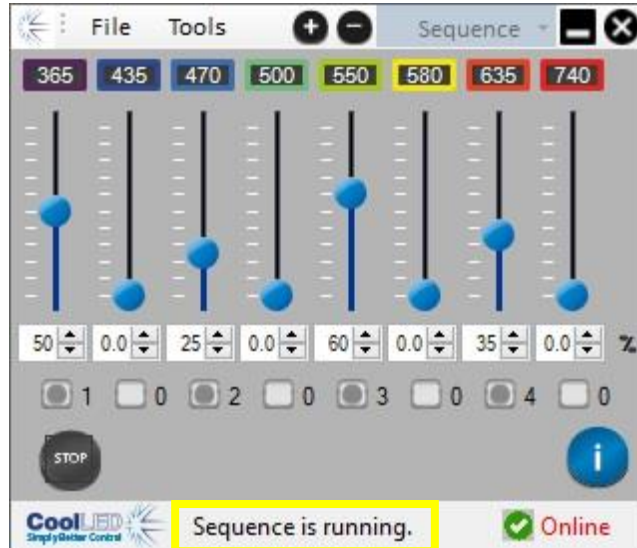 File Tools Sequence
365 435 470 500 550 580 635 740
50 0.0 25 0.0 60 0.0 35 0.0 %
1 0 2 0 3 0 4 0
STOP i
CoolLED
Simply Better Control
Sequence is running.
Online